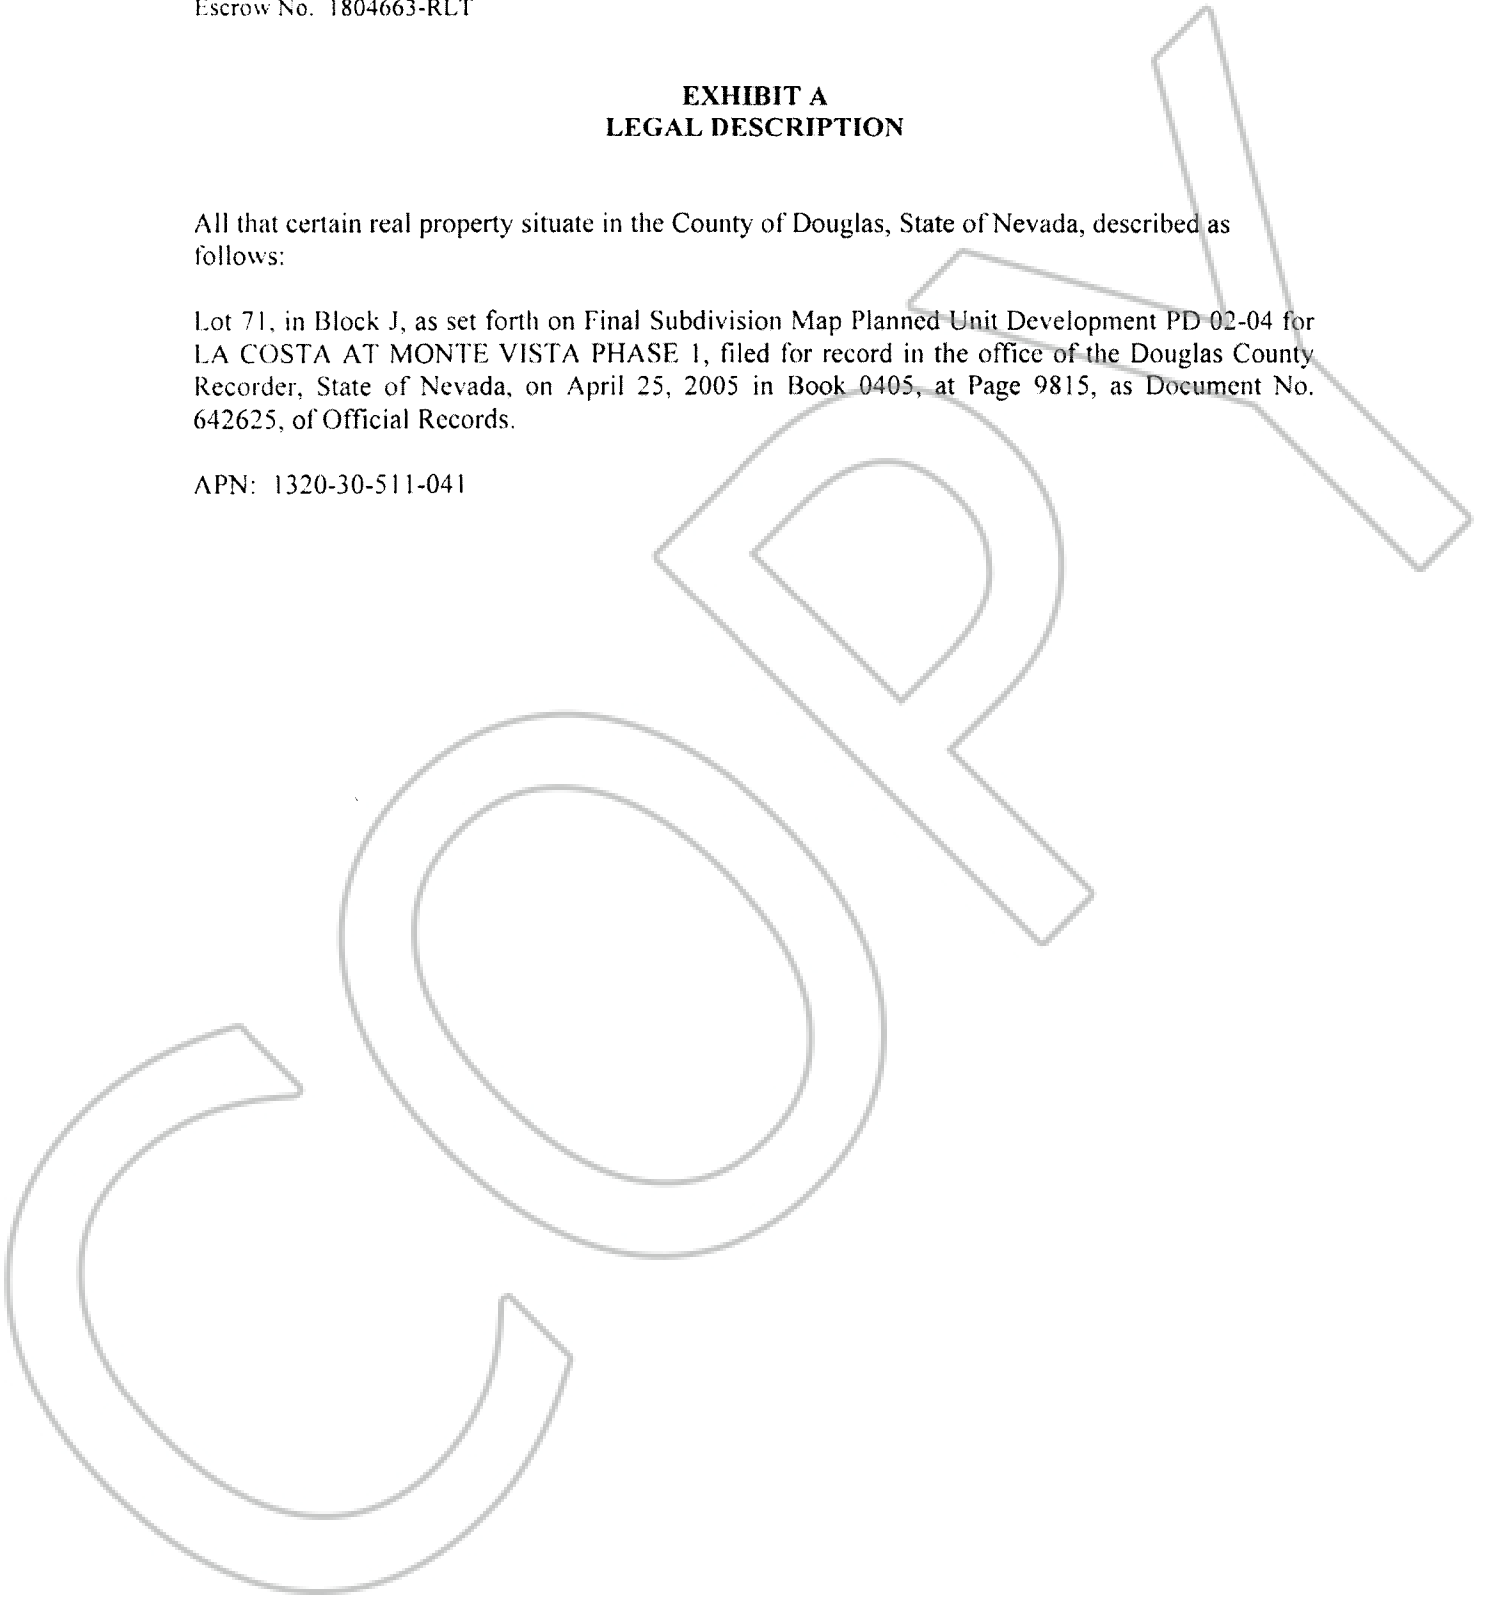 Escrow No. 1804663-RLT
EXHIBIT A
LEGAL DESCRIPTION
All that certain real property situate in the County of Douglas, State of Nevada, described as
follows:
Lot 71, in Block J, as set forth on Final Subdivision Map Planned Unit Development PD 02-04 for
LA COSTA AT MONTE VISTA PHASE 1, filed for record in the office of the Douglas County
Recorder, State of Nevada, on April 25, 2005 in Book 0405, at Page 9815, as Document No.
642625, of Official Records.
APN: 1320-30-511-041
COPY